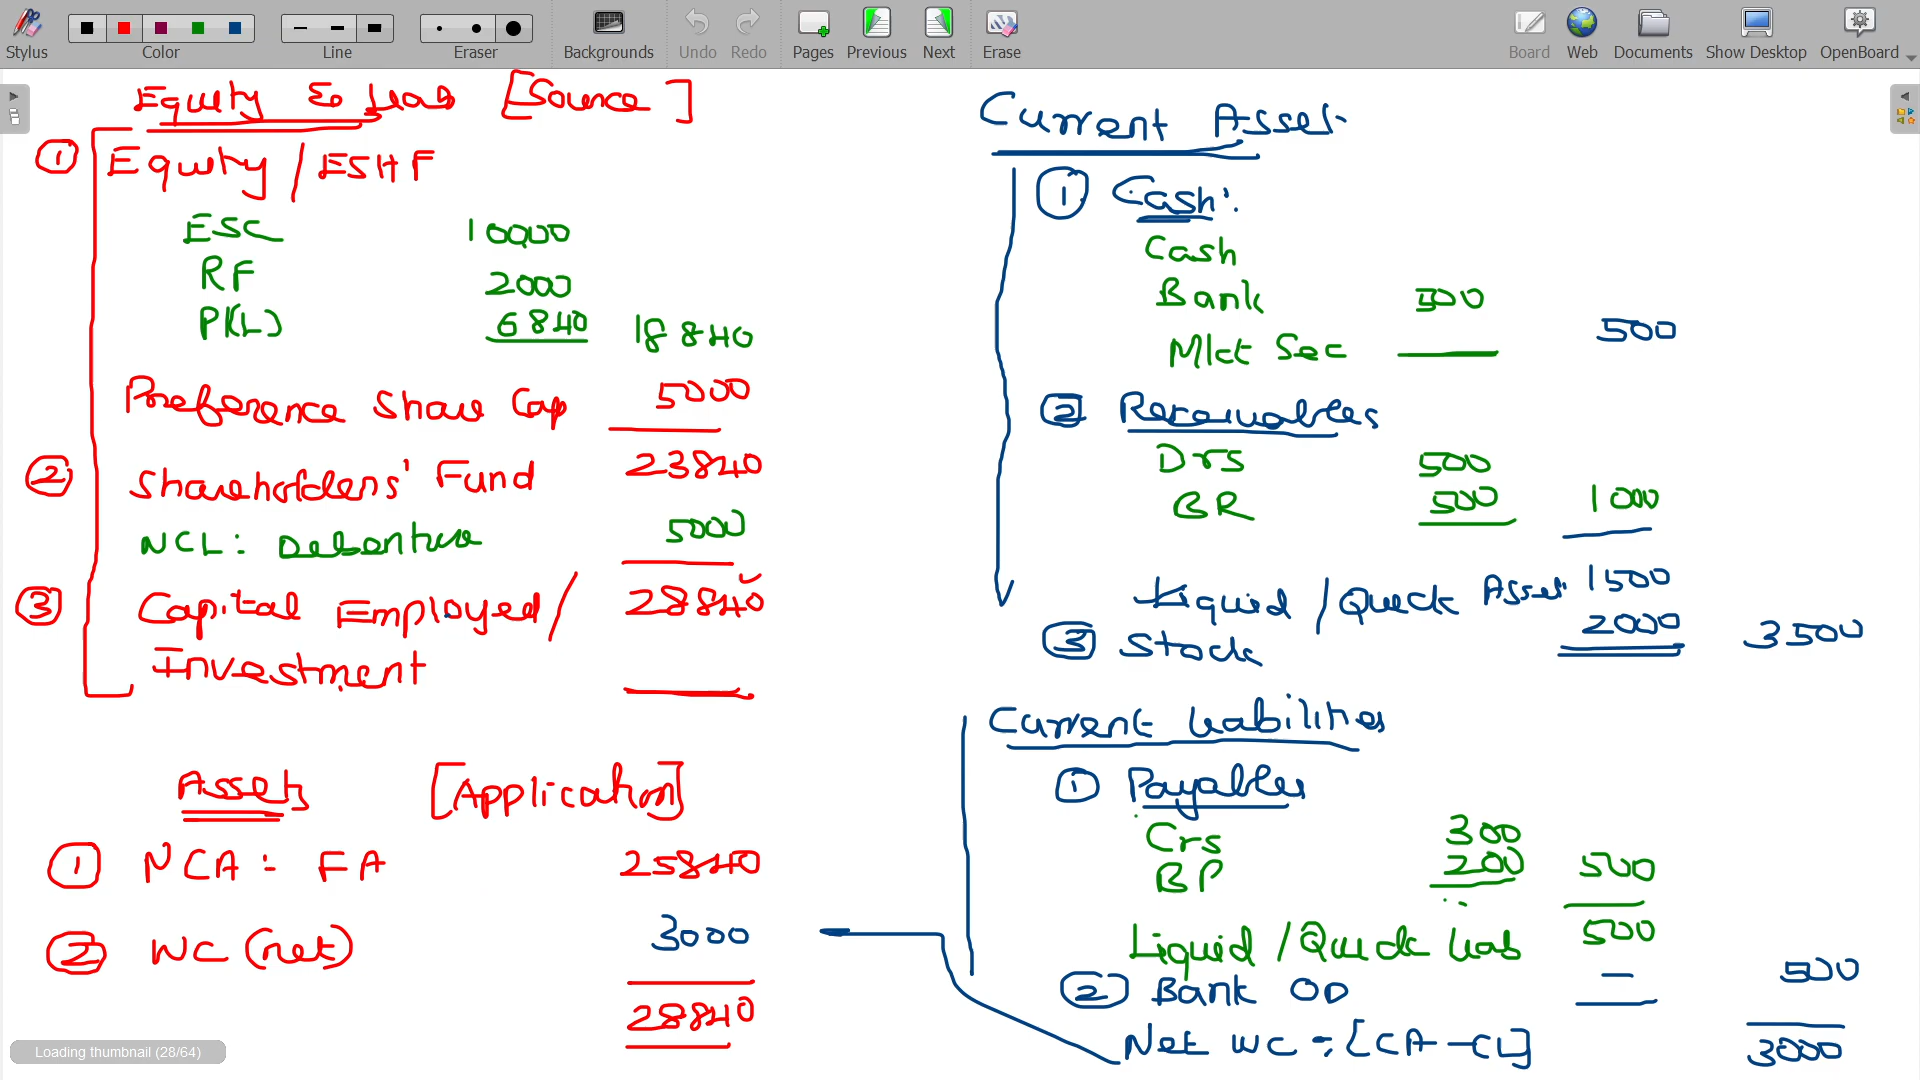 Stylus Color Line Eraser Backgrounds Undo Redo Pages Previous Next Erase Board Web Documents Show Desktop OpenBoard
Equity & Liab [Source]
① Equity / ESHF
ESC 10000
RF 2000
P&(L) 6840 18840
Preference Share Cap 5000
② Shareholders' Fund 23840
NCL: Debenture 5000
③ Capital Employed / 28840
Investment
Assets [Application]
① NCA: FA 25840
② WC (net) 3000
28840
Current Asset
① Cash:
Cash
Bank 500
Mkt Sec 500
② Receivables
Drs 500
BR 500 1000
Liquid / Quick Asset 1500
③ Stock 2000 3500
Current Liabilities
① Payables
Crs 300
BP 200 500
Liquid / Quick Liab 500
② Bank OD — 500
Net WC = [CA - CL] 3000
Loading thumbnail (28/64)